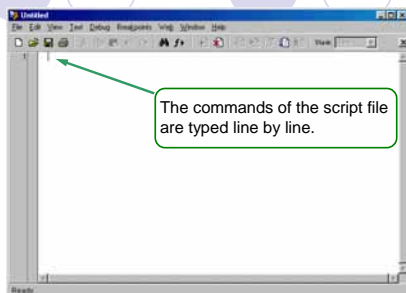 Untitled
File Edit View Text Debug Breakpoints Web Window Help
1
The commands of the script file
are typed line by line.
Ready